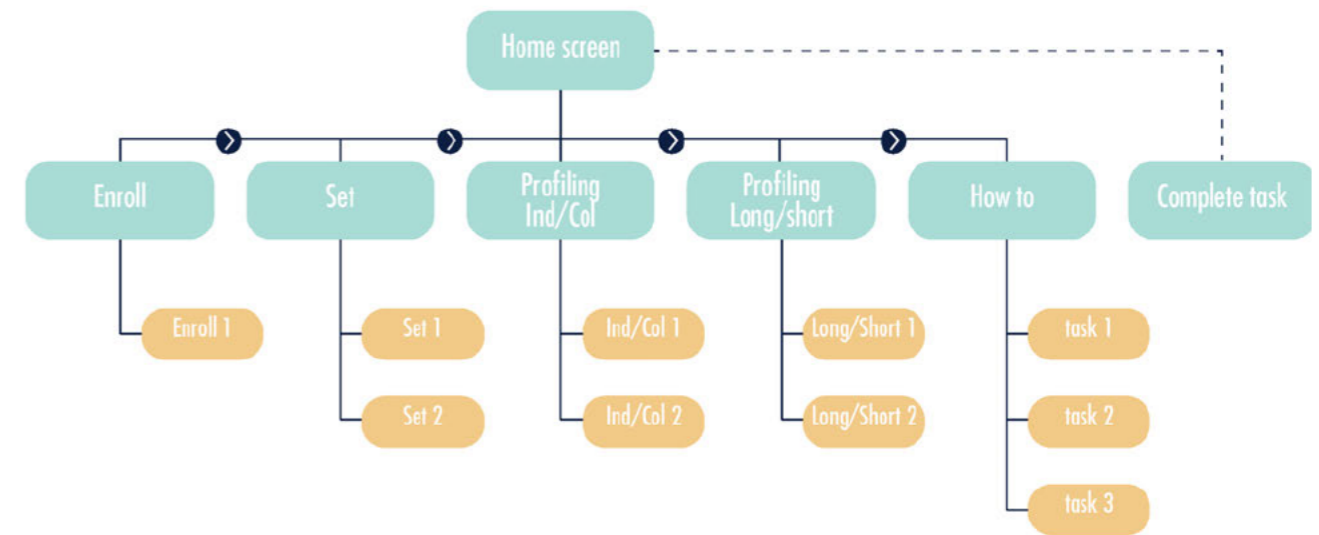 Home screen
Enroll
Set
Profiling
Ind/Col
Profiling
Long/short
How to
Complete task
Enroll 1
Set 1
Ind/Col 1
Long/Short 1
task 1
Set 2
Ind/Col 2
Long/Short 2
task 2
task 3